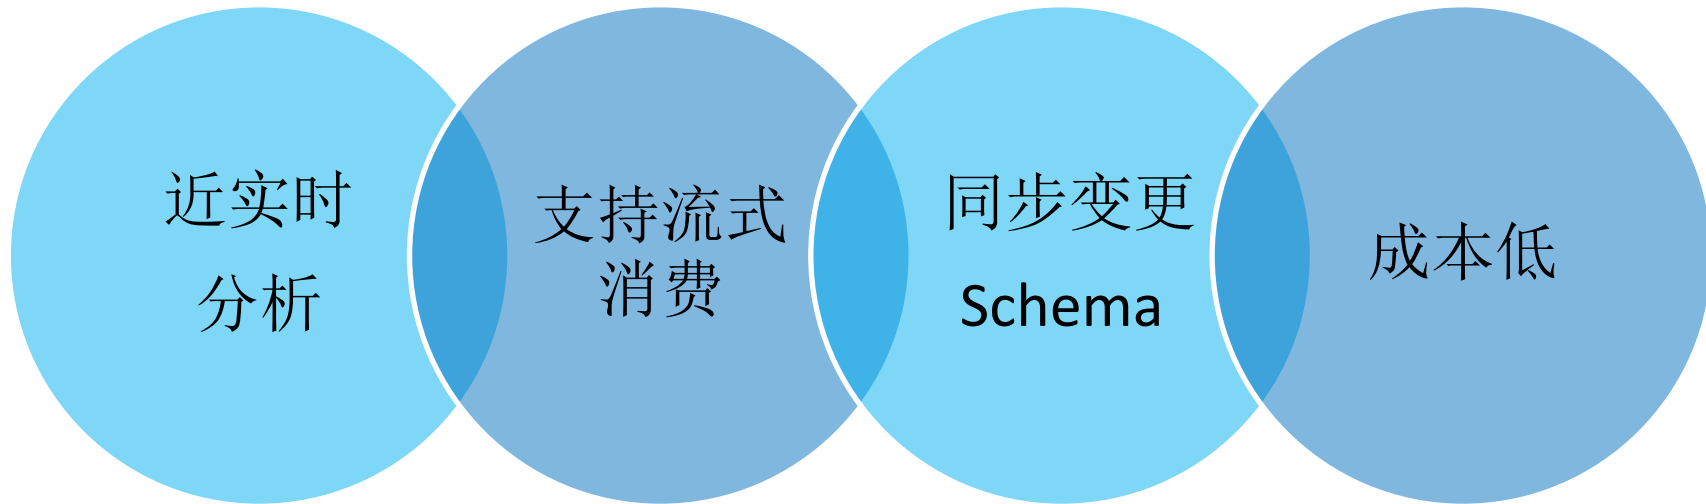 近实时
分析
支持流式
消费
同步变更
Schema
成本低